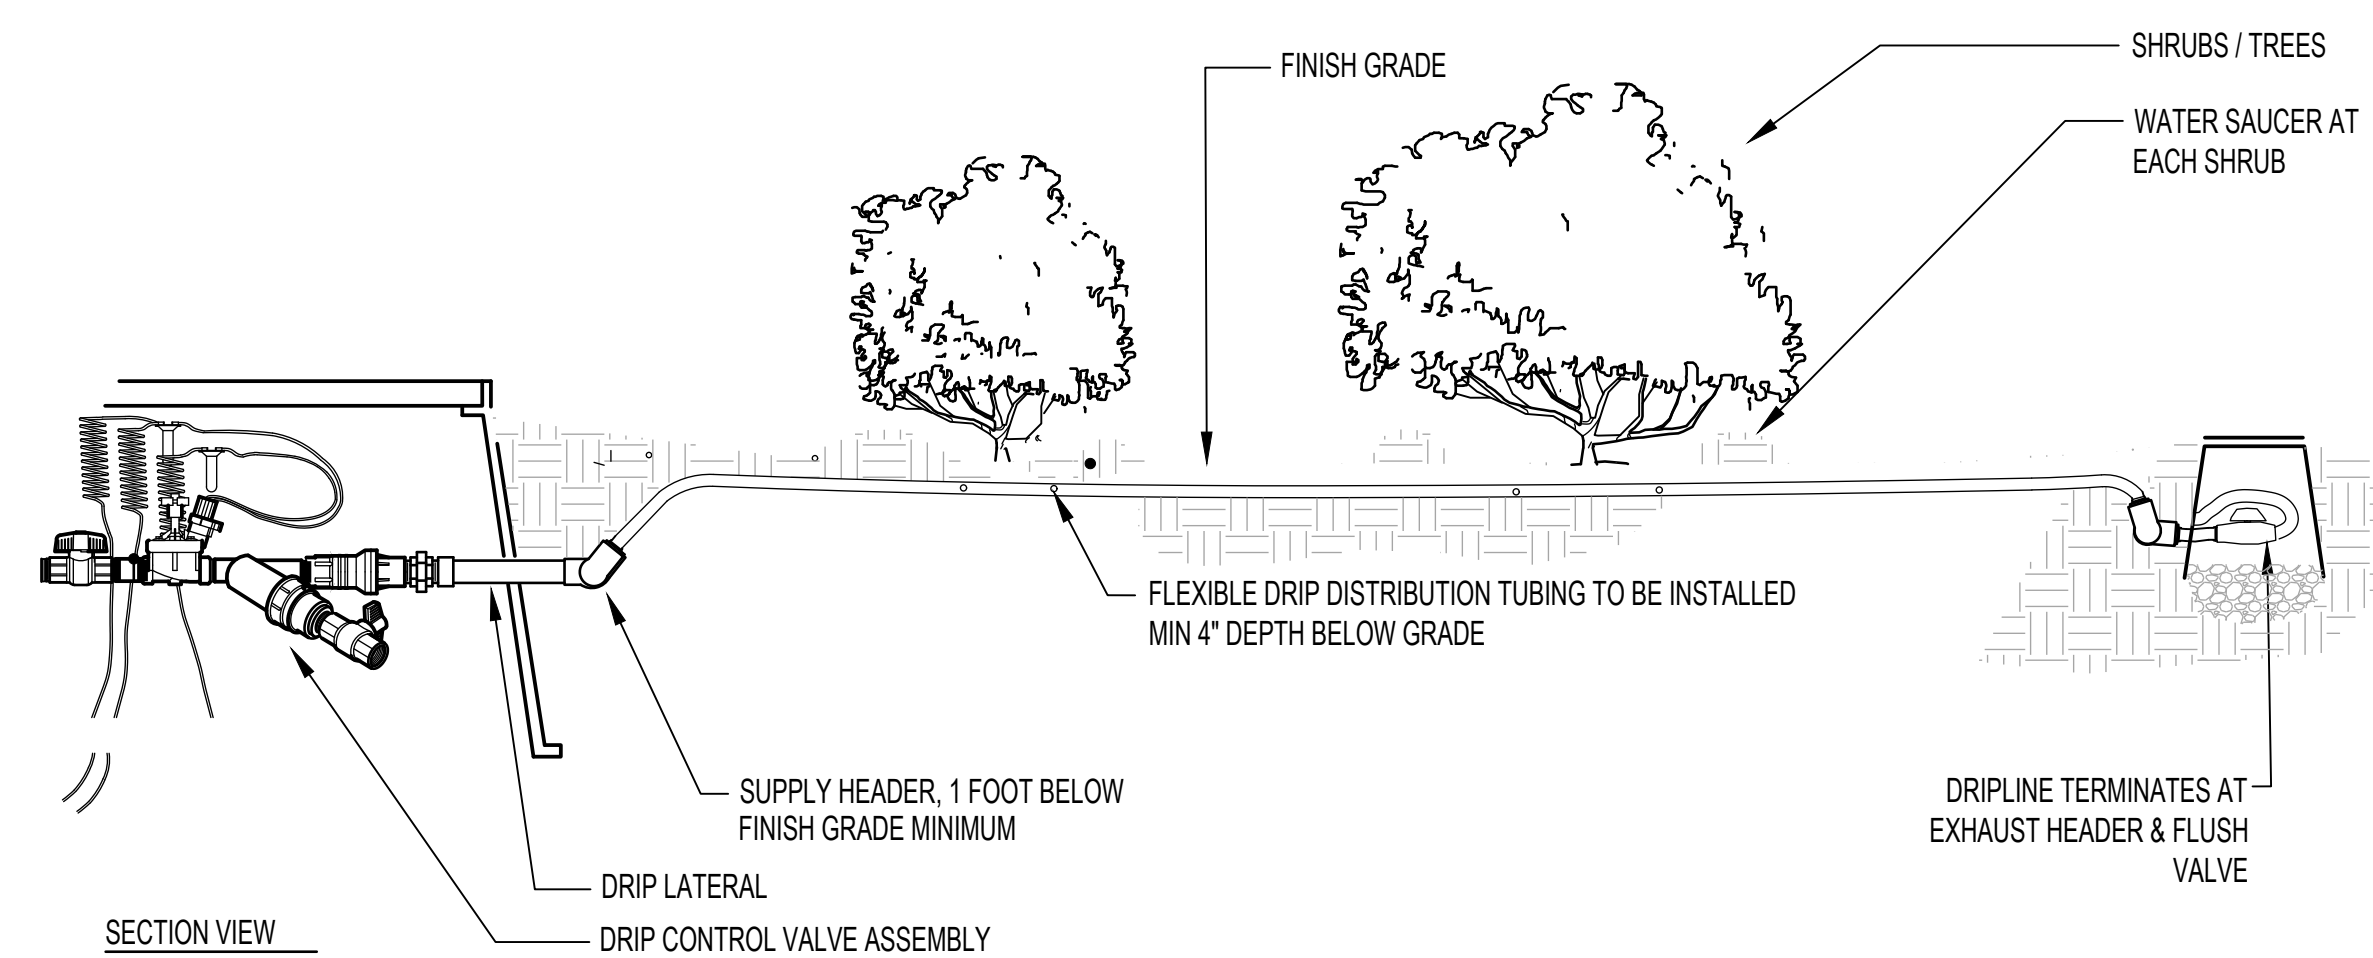 FINISH GRADE
SHRUBS / TREES
WATER SAUCER AT
EACH SHRUB
FLEXIBLE DRIP DISTRIBUTION TUBING TO BE INSTALLED
MIN 4" DEPTH BELOW GRADE
SUPPLY HEADER, 1 FOOT BELOW
FINISH GRADE MINIMUM
DRIPLINE TERMINATES AT
EXHAUST HEADER & FLUSH
VALVE
DRIP LATERAL
DRIP CONTROL VALVE ASSEMBLY
SECTION VIEW